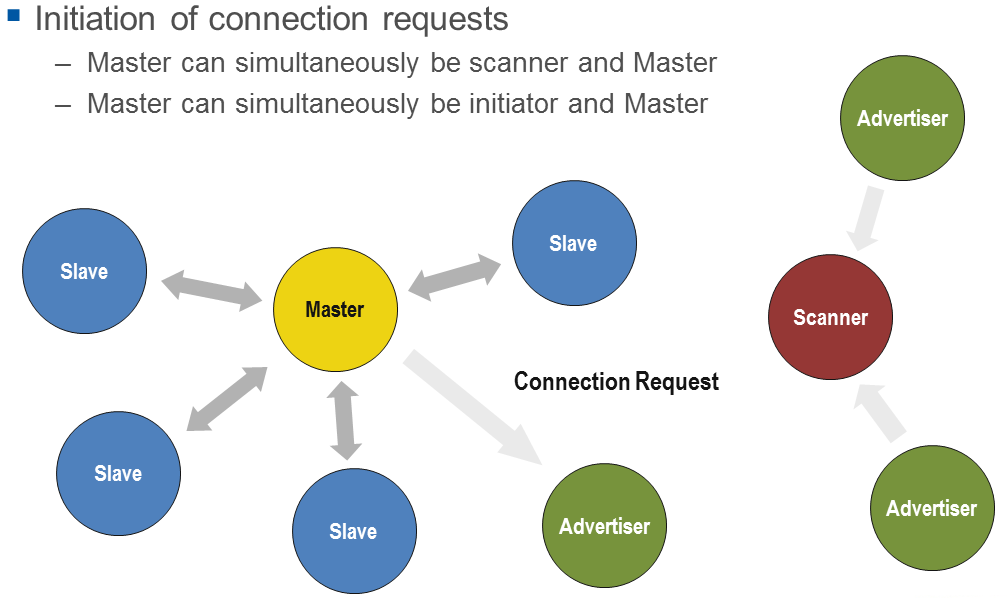 Initiation of connection requests
– Master can simultaneously be scanner and Master
– Master can simultaneously be initiator and Master
Advertiser
Slave
Slave
Master
Scanner
Connection Request
Slave
Slave
Advertiser
Advertiser